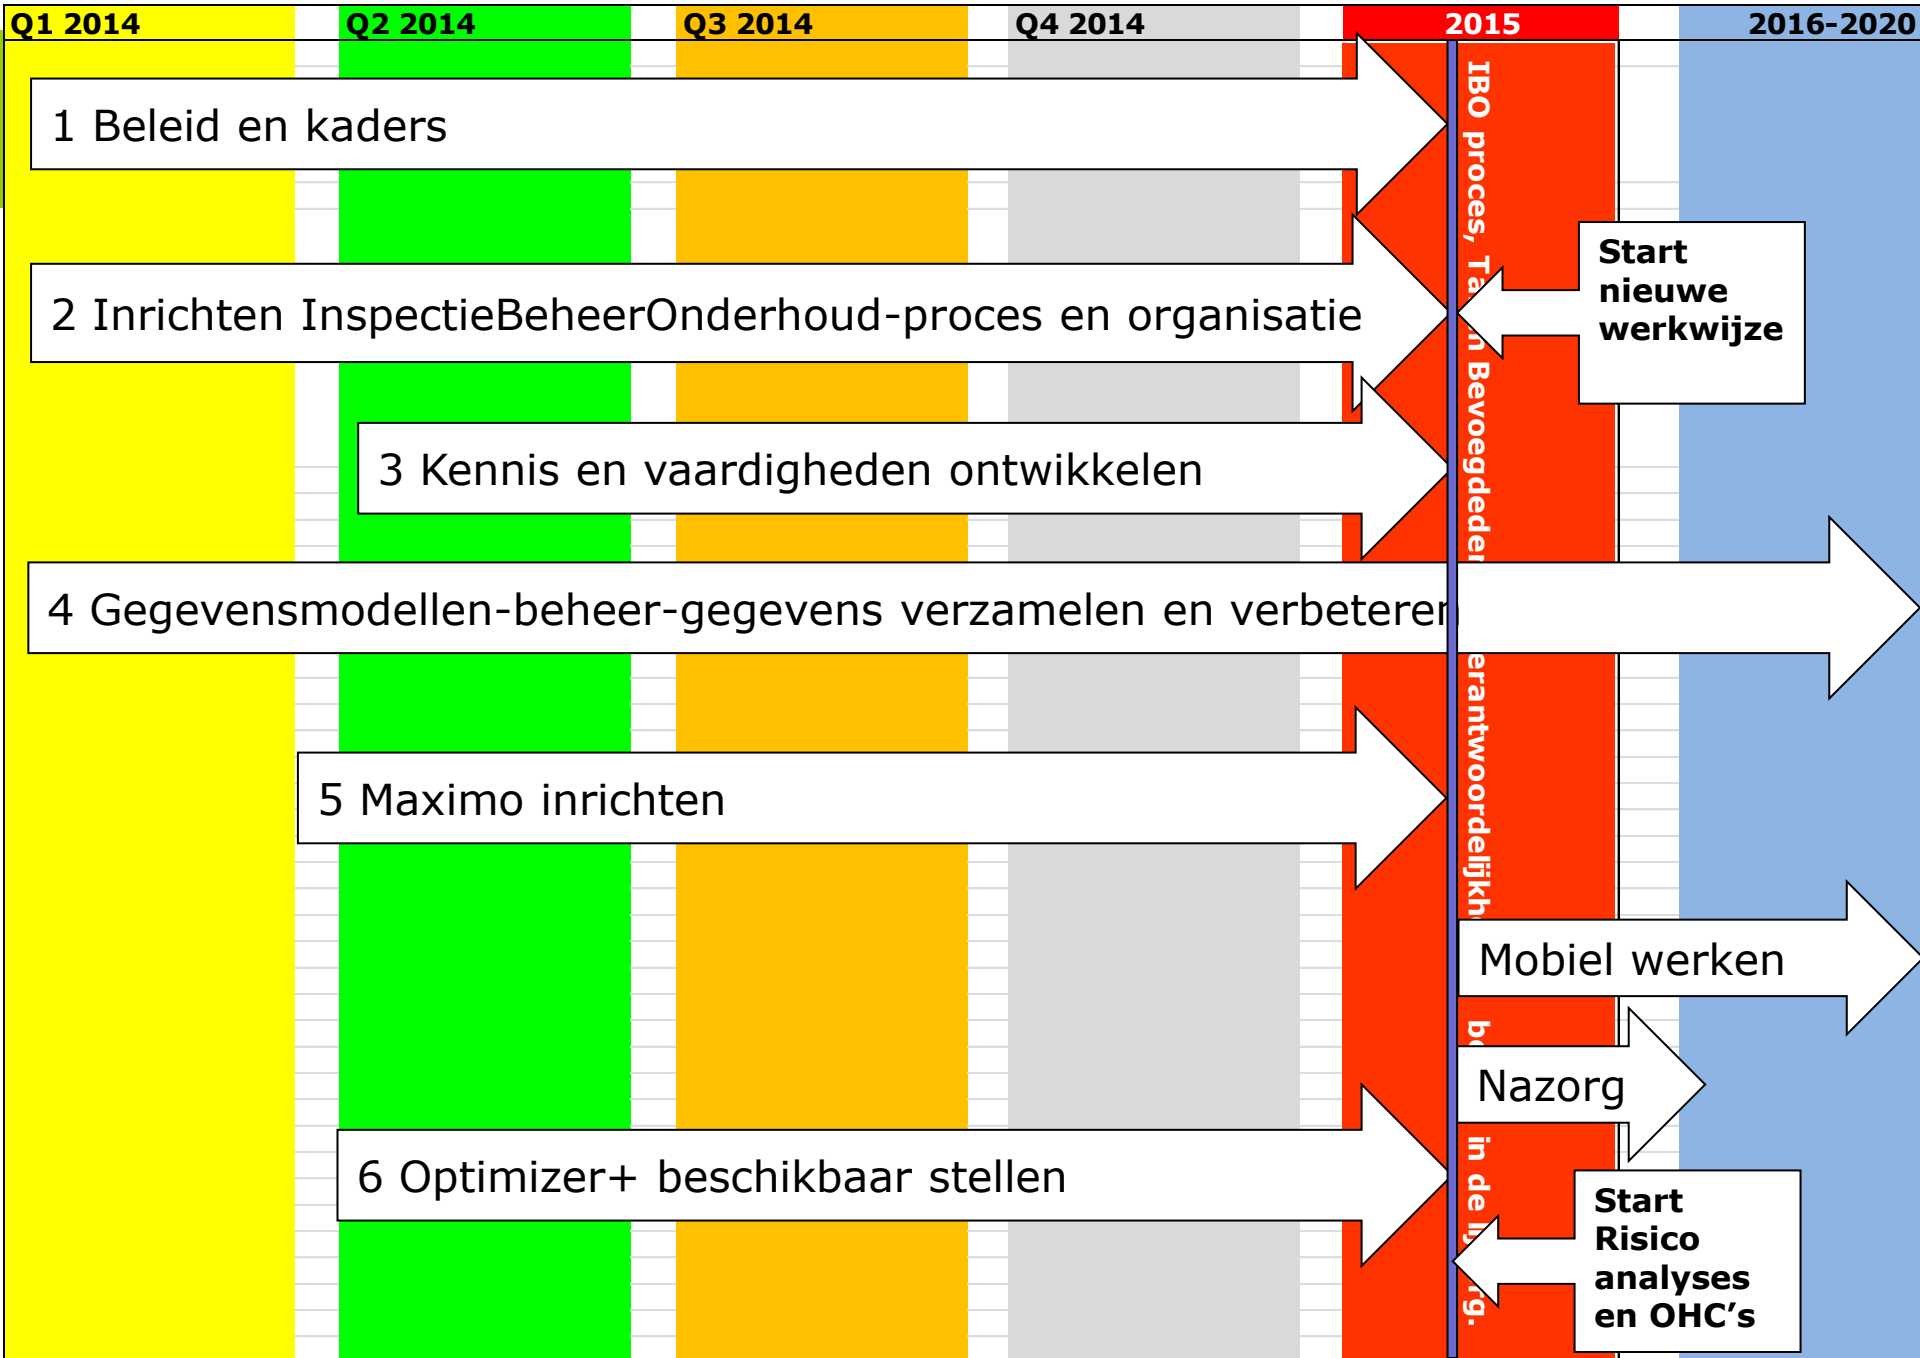 Q1 2014
Q2 2014
Q3 2014
Q4 2014
2015
2016-2020
1 Beleid en kaders
2 Inrichten InspectieBeheerOnderhoud-proces en organisatie
3 Kennis en vaardigheden ontwikkelen
4 Gegevensmodellen-beheer-gegevens verzamelen en verbeteren
5 Maximo inrichten
6 Optimizer+ beschikbaar stellen
IBO proces, Bevoegdeden in de
Start
nieuwe
werkwijze
Mobiel werken
Nazorg
Start
Risico
analyses
en OHC’s